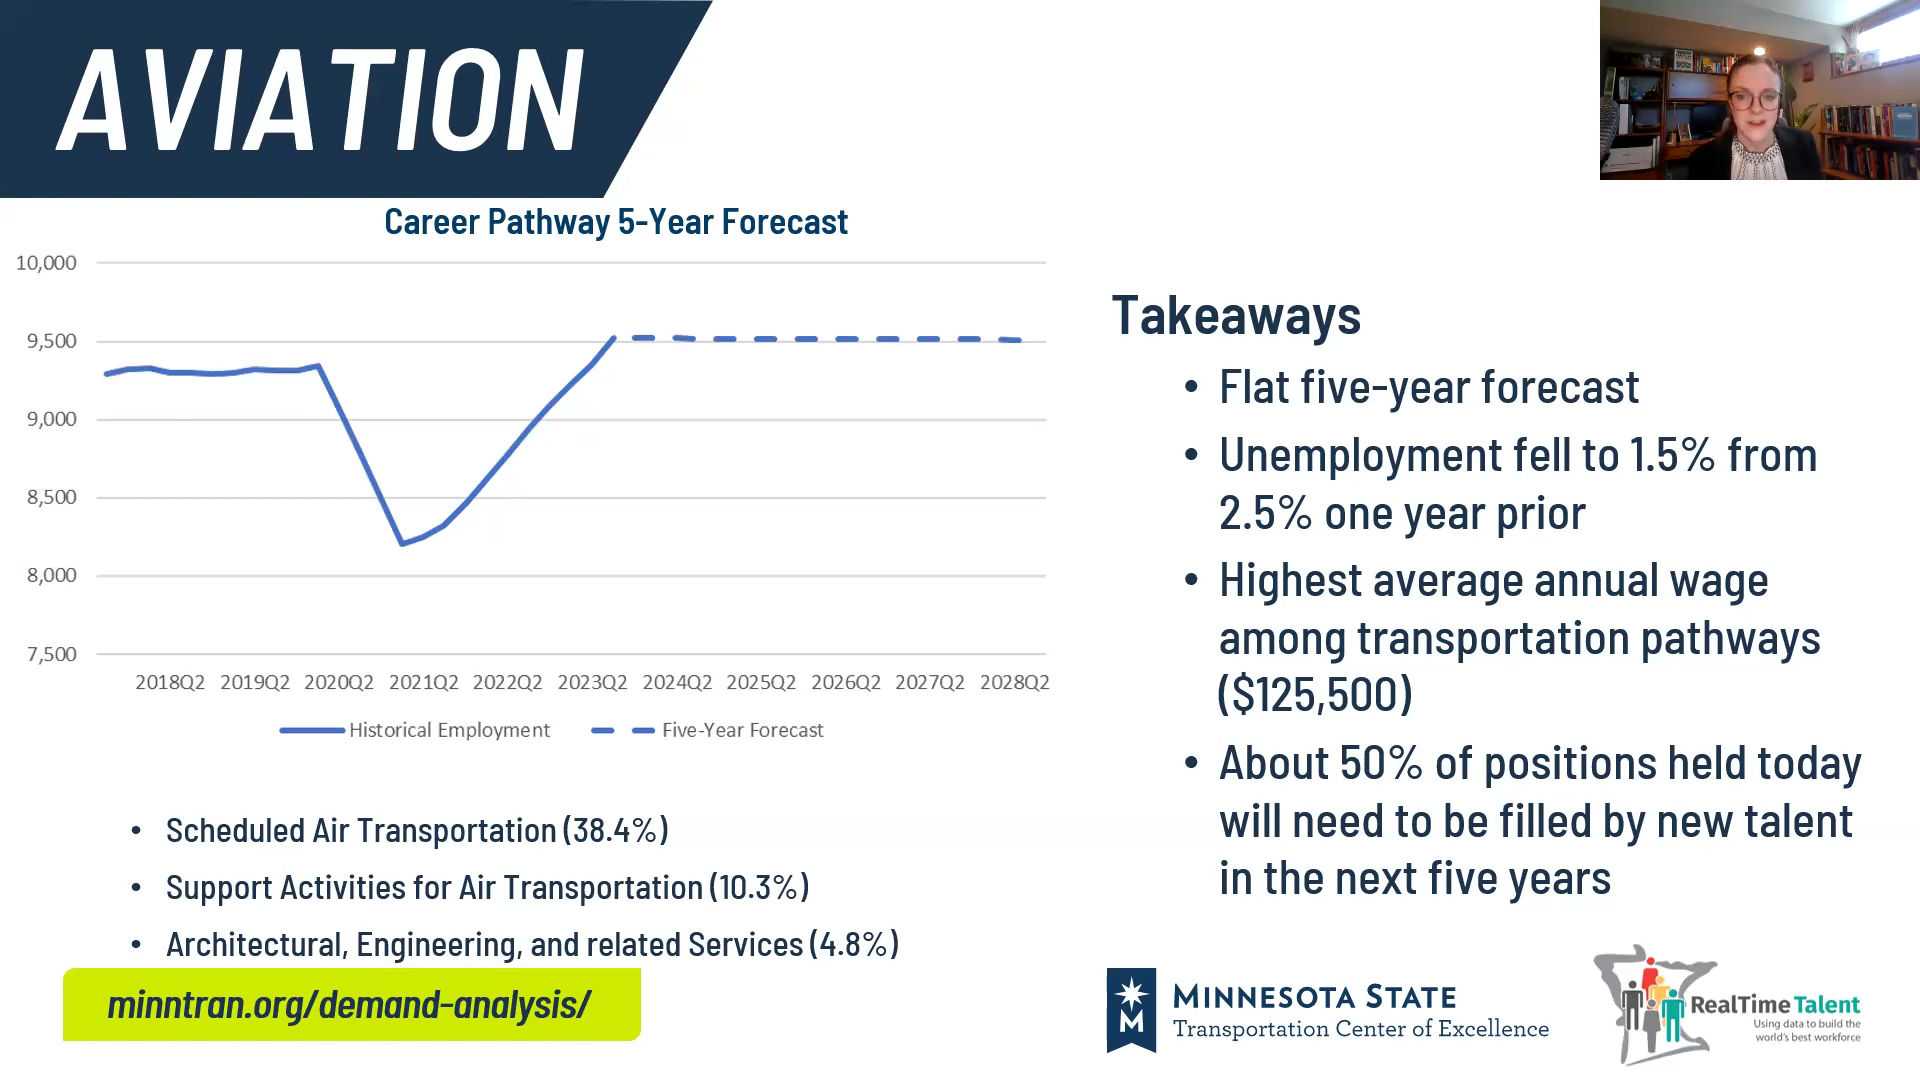 AVIATION
Career Pathway 5-Year Forecast
10,000
9,500
9,000
8,500
8,000
7,500
2018Q2 2019Q2 2020Q2 2021Q2 2022Q2 2023Q2 2024Q2 2025Q2 2026Q2 2027Q2 2028Q2
Historical Employment Five-Year Forecast
• Scheduled Air Transportation (38.4%)
• Support Activities for Air Transportation (10.3%)
• Architectural, Engineering, and related Services (4.8%)
minntran.org/demand-analysis/
Takeaways
• Flat five-year forecast
• Unemployment fell to 1.5% from
2.5% one year prior
• Highest average annual wage
among transportation pathways
($125,500)
• About 50% of positions held today
will need to be filled by new talent
in the next five years
M
MINNESOTA STATE
Transportation Center of Excellence
RealTime Talent
Using data to build the
world's best workforce